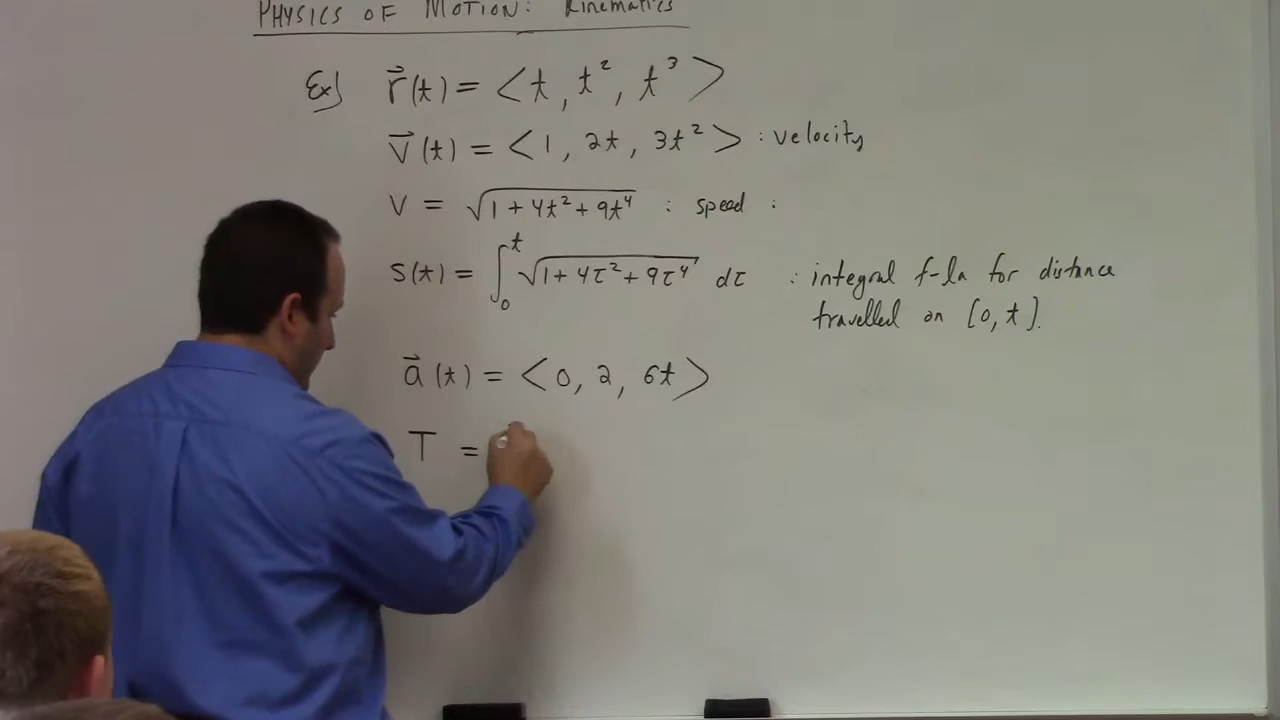 PHYSICS OF MOTION: Kinematics
Ex) r⃗(t) = <t, t², t³>
v⃗(t) = <1, 2t, 3t²> : velocity
v = √(1 + 4t² + 9t⁴) : speed :
s(t) = ∫₀ᵗ √(1 + 4τ² + 9τ⁴) dτ : integral f-la for distance
travelled on [0, t].
a⃗(t) = <0, 2, 6t>
T =